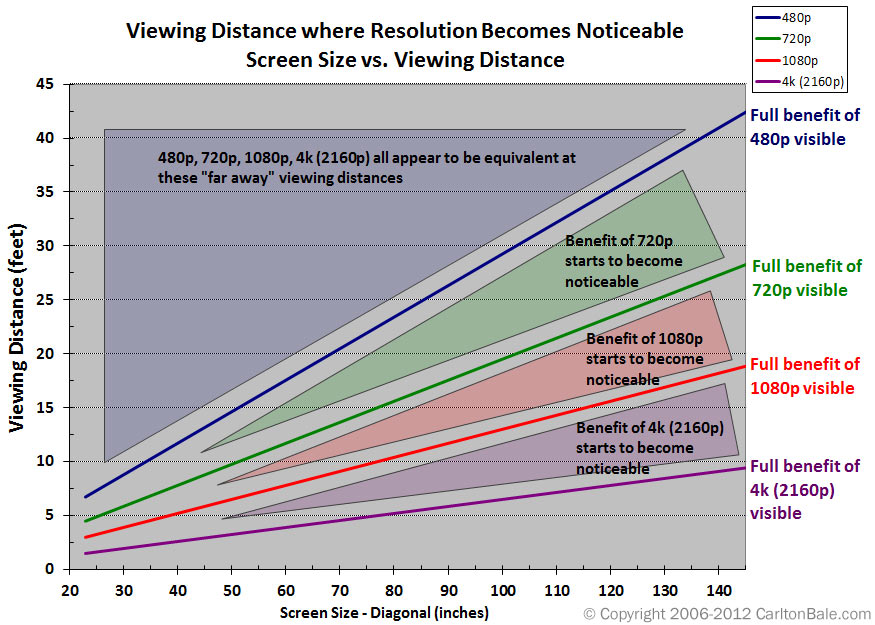 Viewing Distance where Resolution Becomes Noticeable
Screen Size vs. Viewing Distance
480p
720p
1080p
4k (2160p)
Viewing Distance (feet)
45
40
35
30
25
20
15
10
5
0
480p, 720p, 1080p, 4k (2160p) all appear to be equivalent at
these "far away" viewing distances
Benefit of 720p
starts to become
noticeable
Benefit of 1080p
starts to become
noticeable
Benefit of 4k (2160p)
starts to become
noticeable
Full benefit of
480p visible
Full benefit of
720p visible
Full benefit of
1080p visible
Full benefit of
4k (2160p)
visible
20 30 40 50 60 70 80 90 100 110 120 130 140
Screen Size - Diagonal (inches)
© Copyright 2006-2012 CarltonBale.com